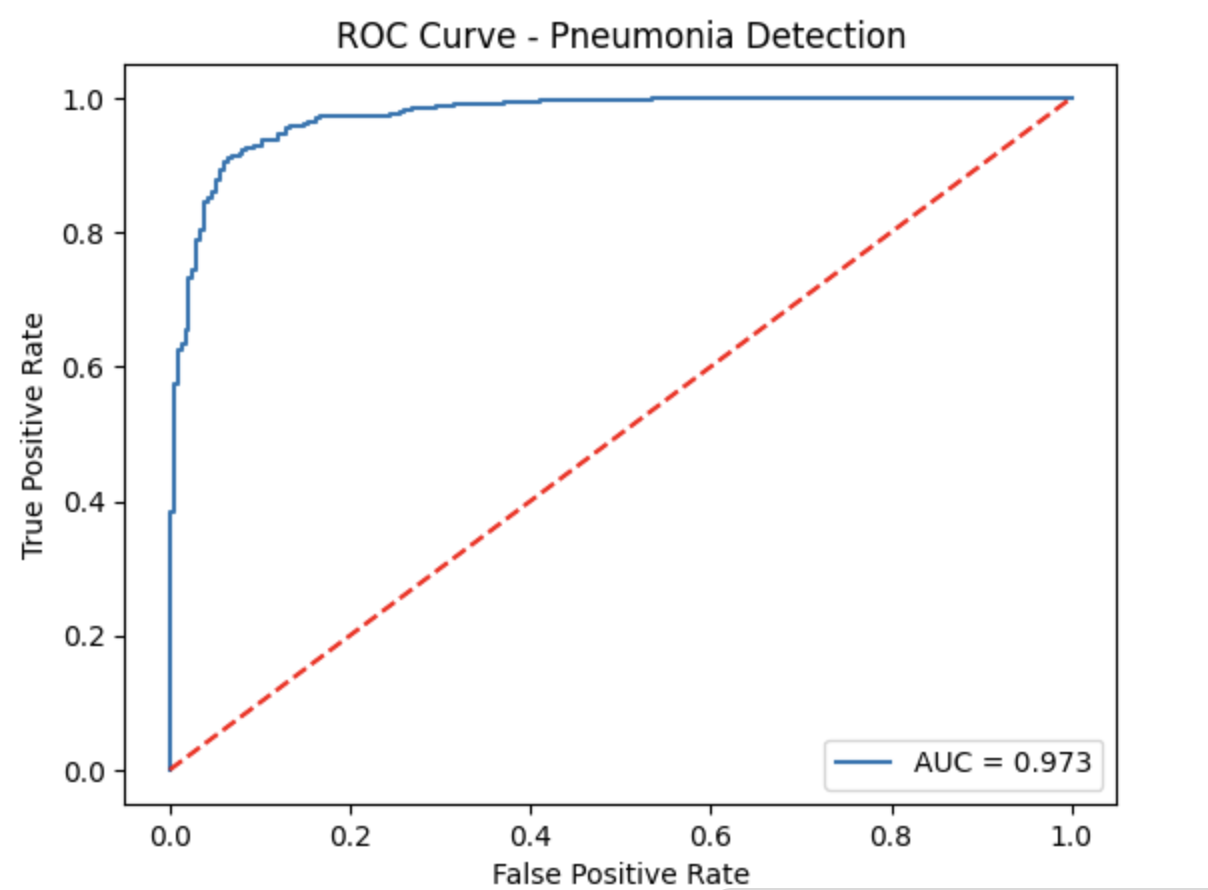 ROC Curve - Pneumonia Detection
1.0
0.8
0.6
0.4
0.2
0.0
True Positive Rate
AUC = 0.973
0.0 0.2 0.4 0.6 0.8 1.0
False Positive Rate